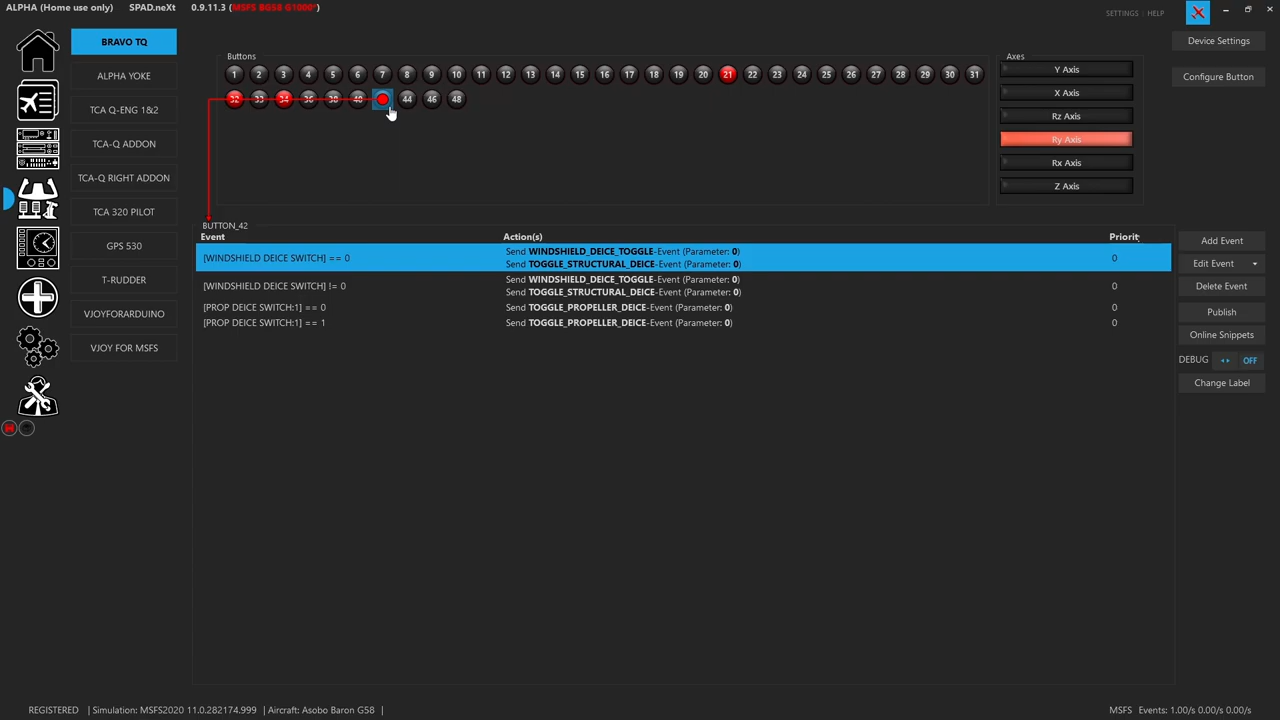 ALPHA (Home use only) SPAD.neXt 0.9.11.3 (MSFS BG58 G1000*)
SETTINGS | HELP
BRAVO TQ
ALPHA YOKE
TCA Q-ENG 1&2
TCA-Q ADDON
TCA-Q RIGHT ADDON
TCA 320 PILOT
GPS 530
T-RUDDER
VJOYFORARDUINO
VJOY FOR MSFS
Buttons
1 2 3 4 5 6 7 8 9 10 11 12 13 14 15 16 17 18 19 20 21 22 23 24 25 26 27 28 29 30 31
32 33 34 36 38 40 44 46 48
Axes
Y Axis
X Axis
Rz Axis
Ry Axis
Rx Axis
Z Axis
Device Settings
Configure Button
BUTTON_42
Event Action(s) Priority
[WINDSHIELD DEICE SWITCH] == 0 Send WINDSHIELD_DEICE_TOGGLE-Event (Parameter: 0) 0
Send TOGGLE_STRUCTURAL_DEICE-Event (Parameter: 0)
[WINDSHIELD DEICE SWITCH] != 0 Send WINDSHIELD_DEICE_TOGGLE-Event (Parameter: 0) 0
Send TOGGLE_STRUCTURAL_DEICE-Event (Parameter: 0)
[PROP DEICE SWITCH:1] == 0 Send TOGGLE_PROPELLER_DEICE-Event (Parameter: 0) 0
[PROP DEICE SWITCH:1] == 1 Send TOGGLE_PROPELLER_DEICE-Event (Parameter: 0) 0
Add Event
Edit Event
Delete Event
Publish
Online Snippets
DEBUG OFF
Change Label
REGISTERED | Simulation: MSFS2020 11.0.282174.999 | Aircraft: Asobo Baron G58 | MSFS Events: 1.00/s 0.00/s 0.00/s